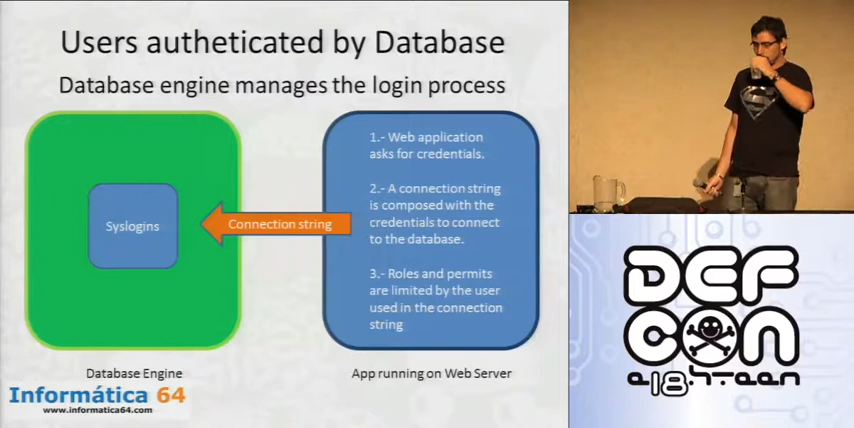 Users autheticated by Database
Database engine manages the login process
Syslogins
Connection string
1.- Web application
asks for credentials.
2.- A connection string
is composed with the
credentials to connect
to the database.
3.- Roles and permits
are limited by the user
used in the connection
string
Database Engine
App running on Web Server
Informática 64
www.informatica64.com
DEF
CON
e18h-teen